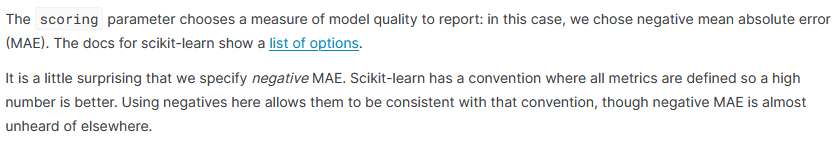 The scoring parameter chooses a measure of model quality to report: in this case, we chose negative mean absolute error
(MAE). The docs for scikit-learn show a list of options.
It is a little surprising that we specify negative MAE. Scikit-learn has a convention where all metrics are defined so a high
number is better. Using negatives here allows them to be consistent with that convention, though negative MAE is almost
unheard of elsewhere.